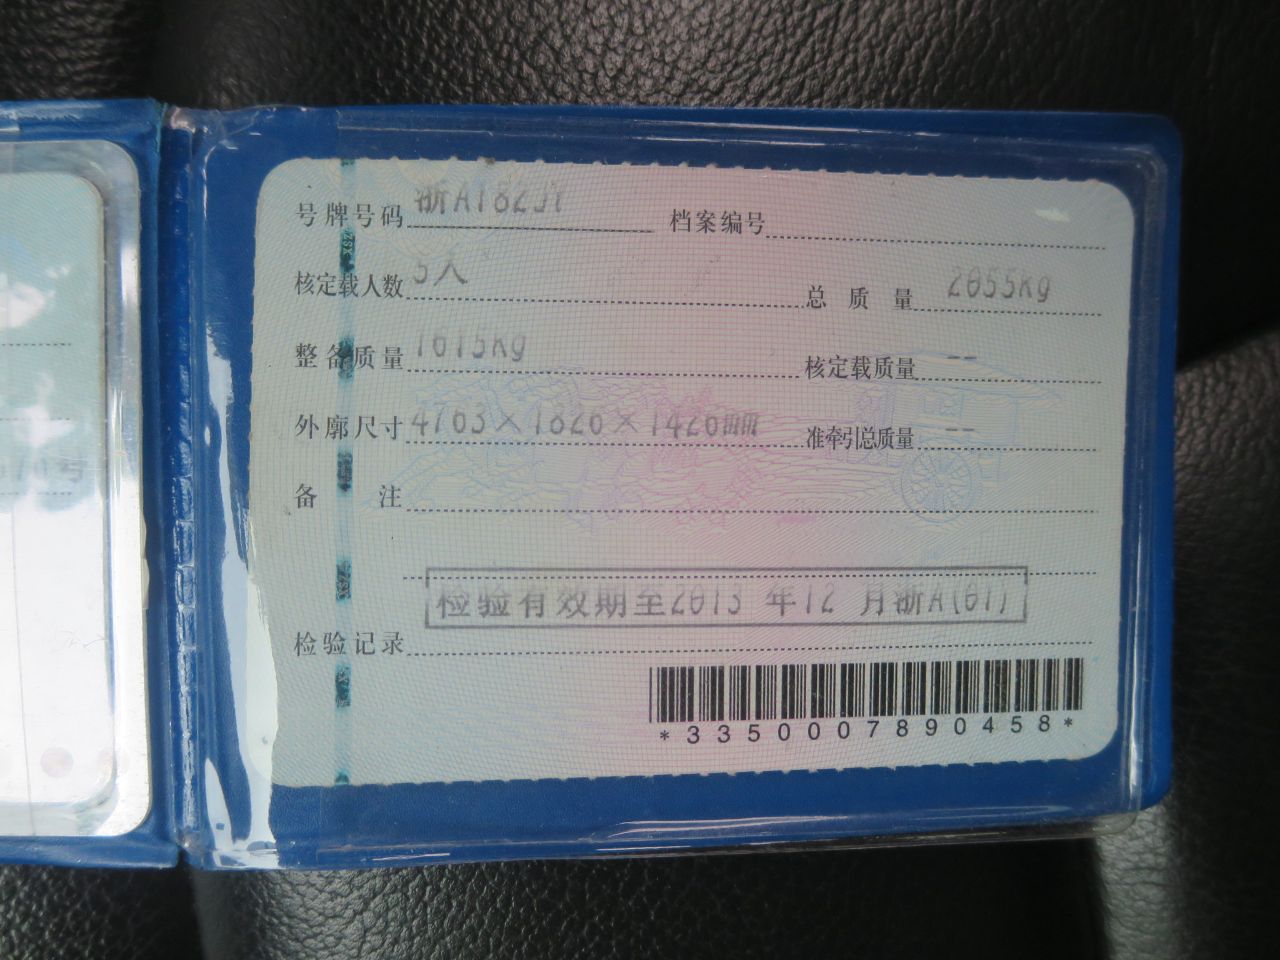 号牌号码 浙A182JY 档案编号
核定载人数 5人 总质量 2055kg
整备质量 1615kg 核定载质量 --
外廓尺寸 4763×1826×1426mm 准牵引总质量 --
备注
检验有效期至2013 年12 月浙A(01)
检验记录
*3350007890458*